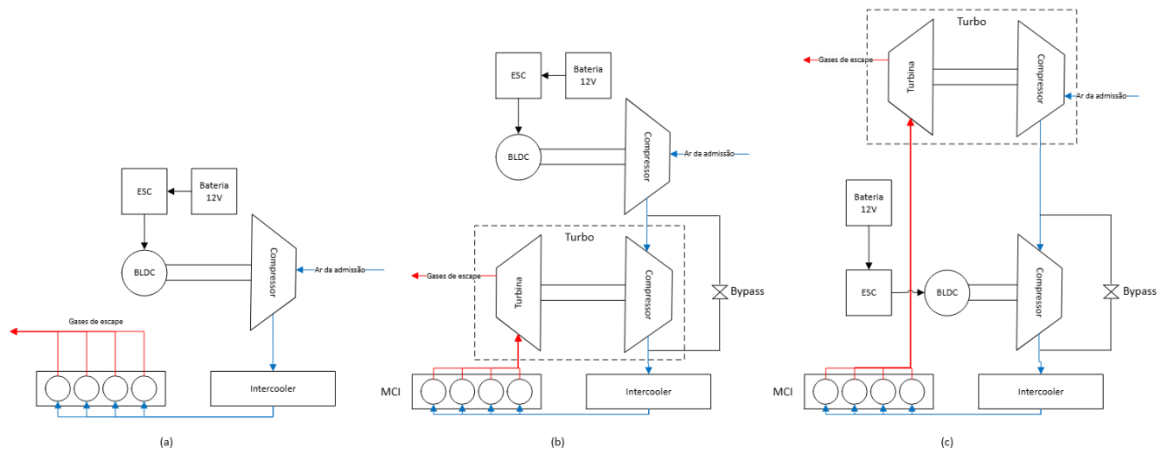 ESC
Bateria
12V
BLDC
Compressor
Ar da admissão
Gases de escape
Intercooler
(a)
ESC
Bateria
12V
BLDC
Compressor
Ar da admissão
Turbo
Gases de escape
Turbina
Compressor
Bypass
MCI
Intercooler
(b)
Turbo
Gases de escape
Turbina
Compressor
Ar da admissão
Bateria
12V
ESC
BLDC
Compressor
Bypass
MCI
Intercooler
(c)